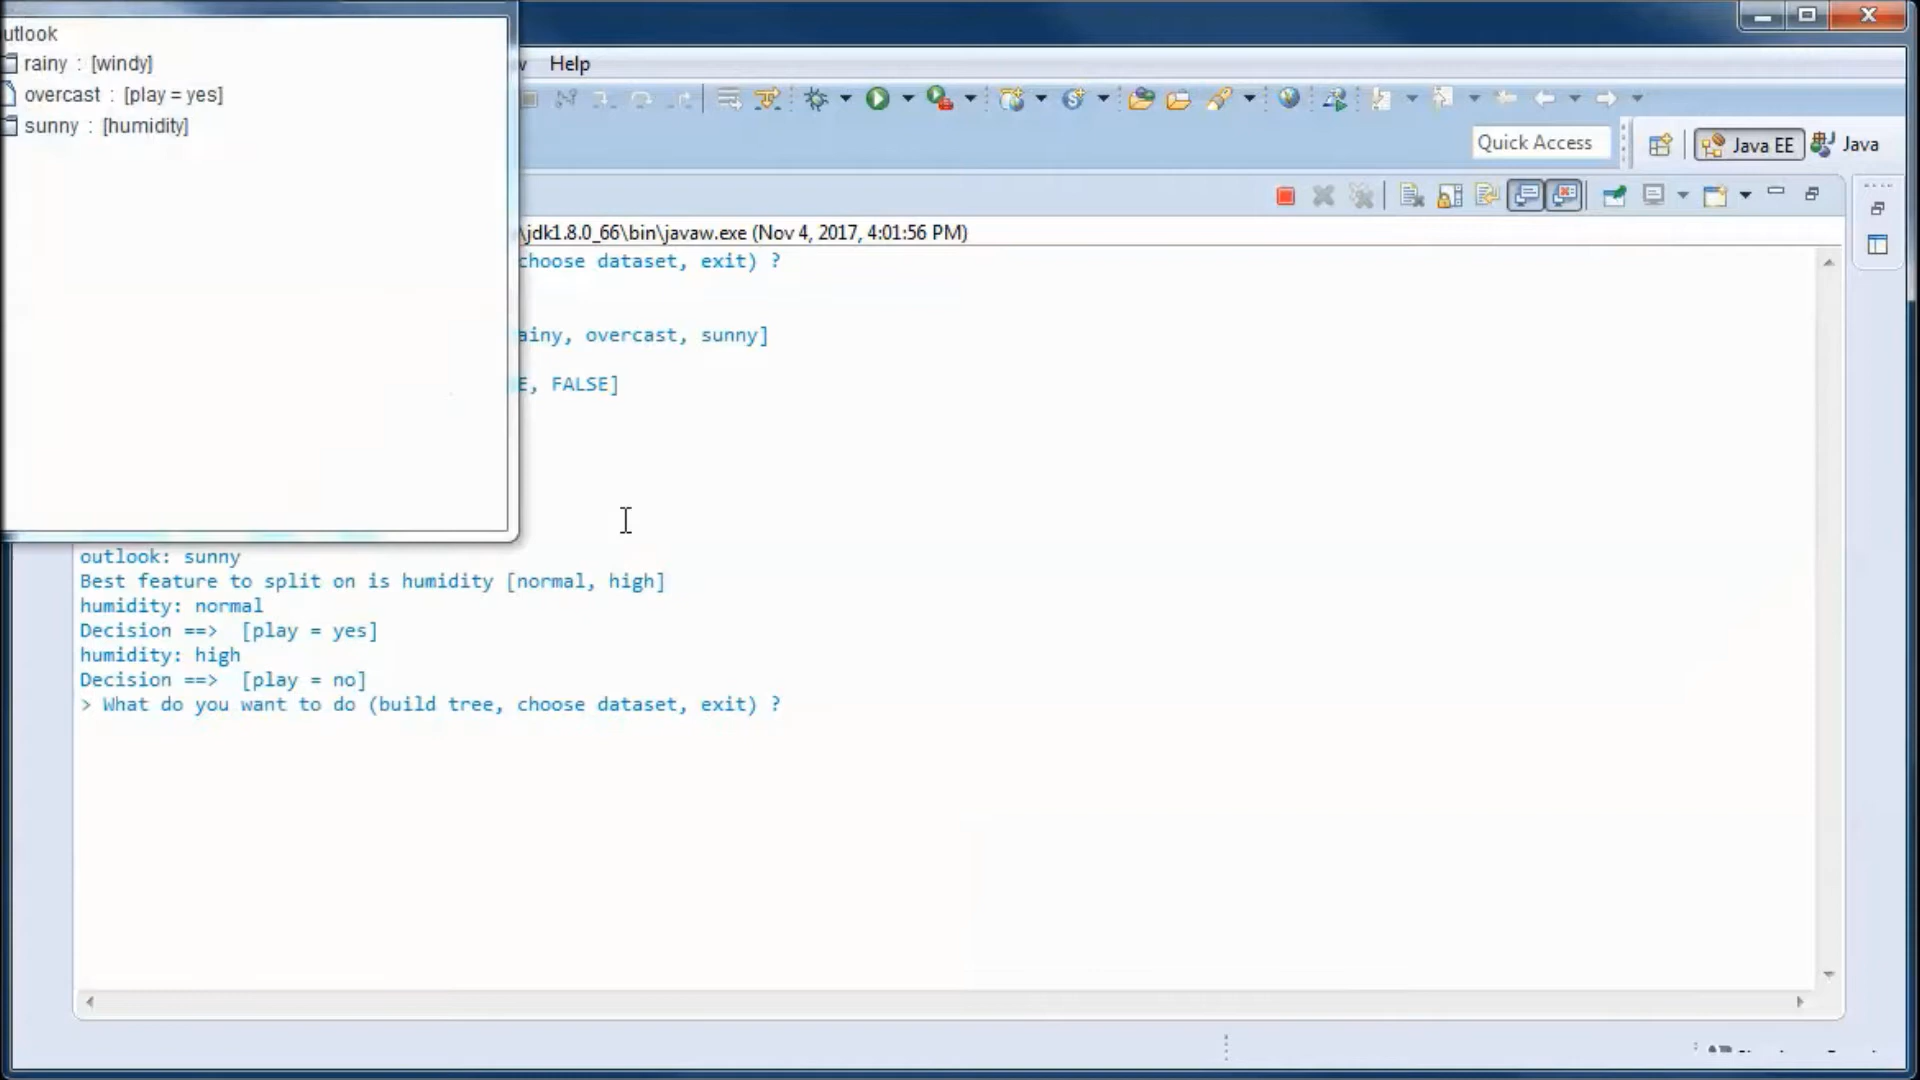 utlook
rainy : [windy]
overcast : [play = yes]
sunny : [humidity]
Help
Quick Access
Java EE
Java
\jdk1.8.0_66\bin\javaw.exe (Nov 4, 2017, 4:01:56 PM)
choose dataset, exit) ?
ainy, overcast, sunny]
E, FALSE]
outlook: sunny
Best feature to split on is humidity [normal, high]
humidity: normal
Decision ==> [play = yes]
humidity: high
Decision ==> [play = no]
> What do you want to do (build tree, choose dataset, exit) ?